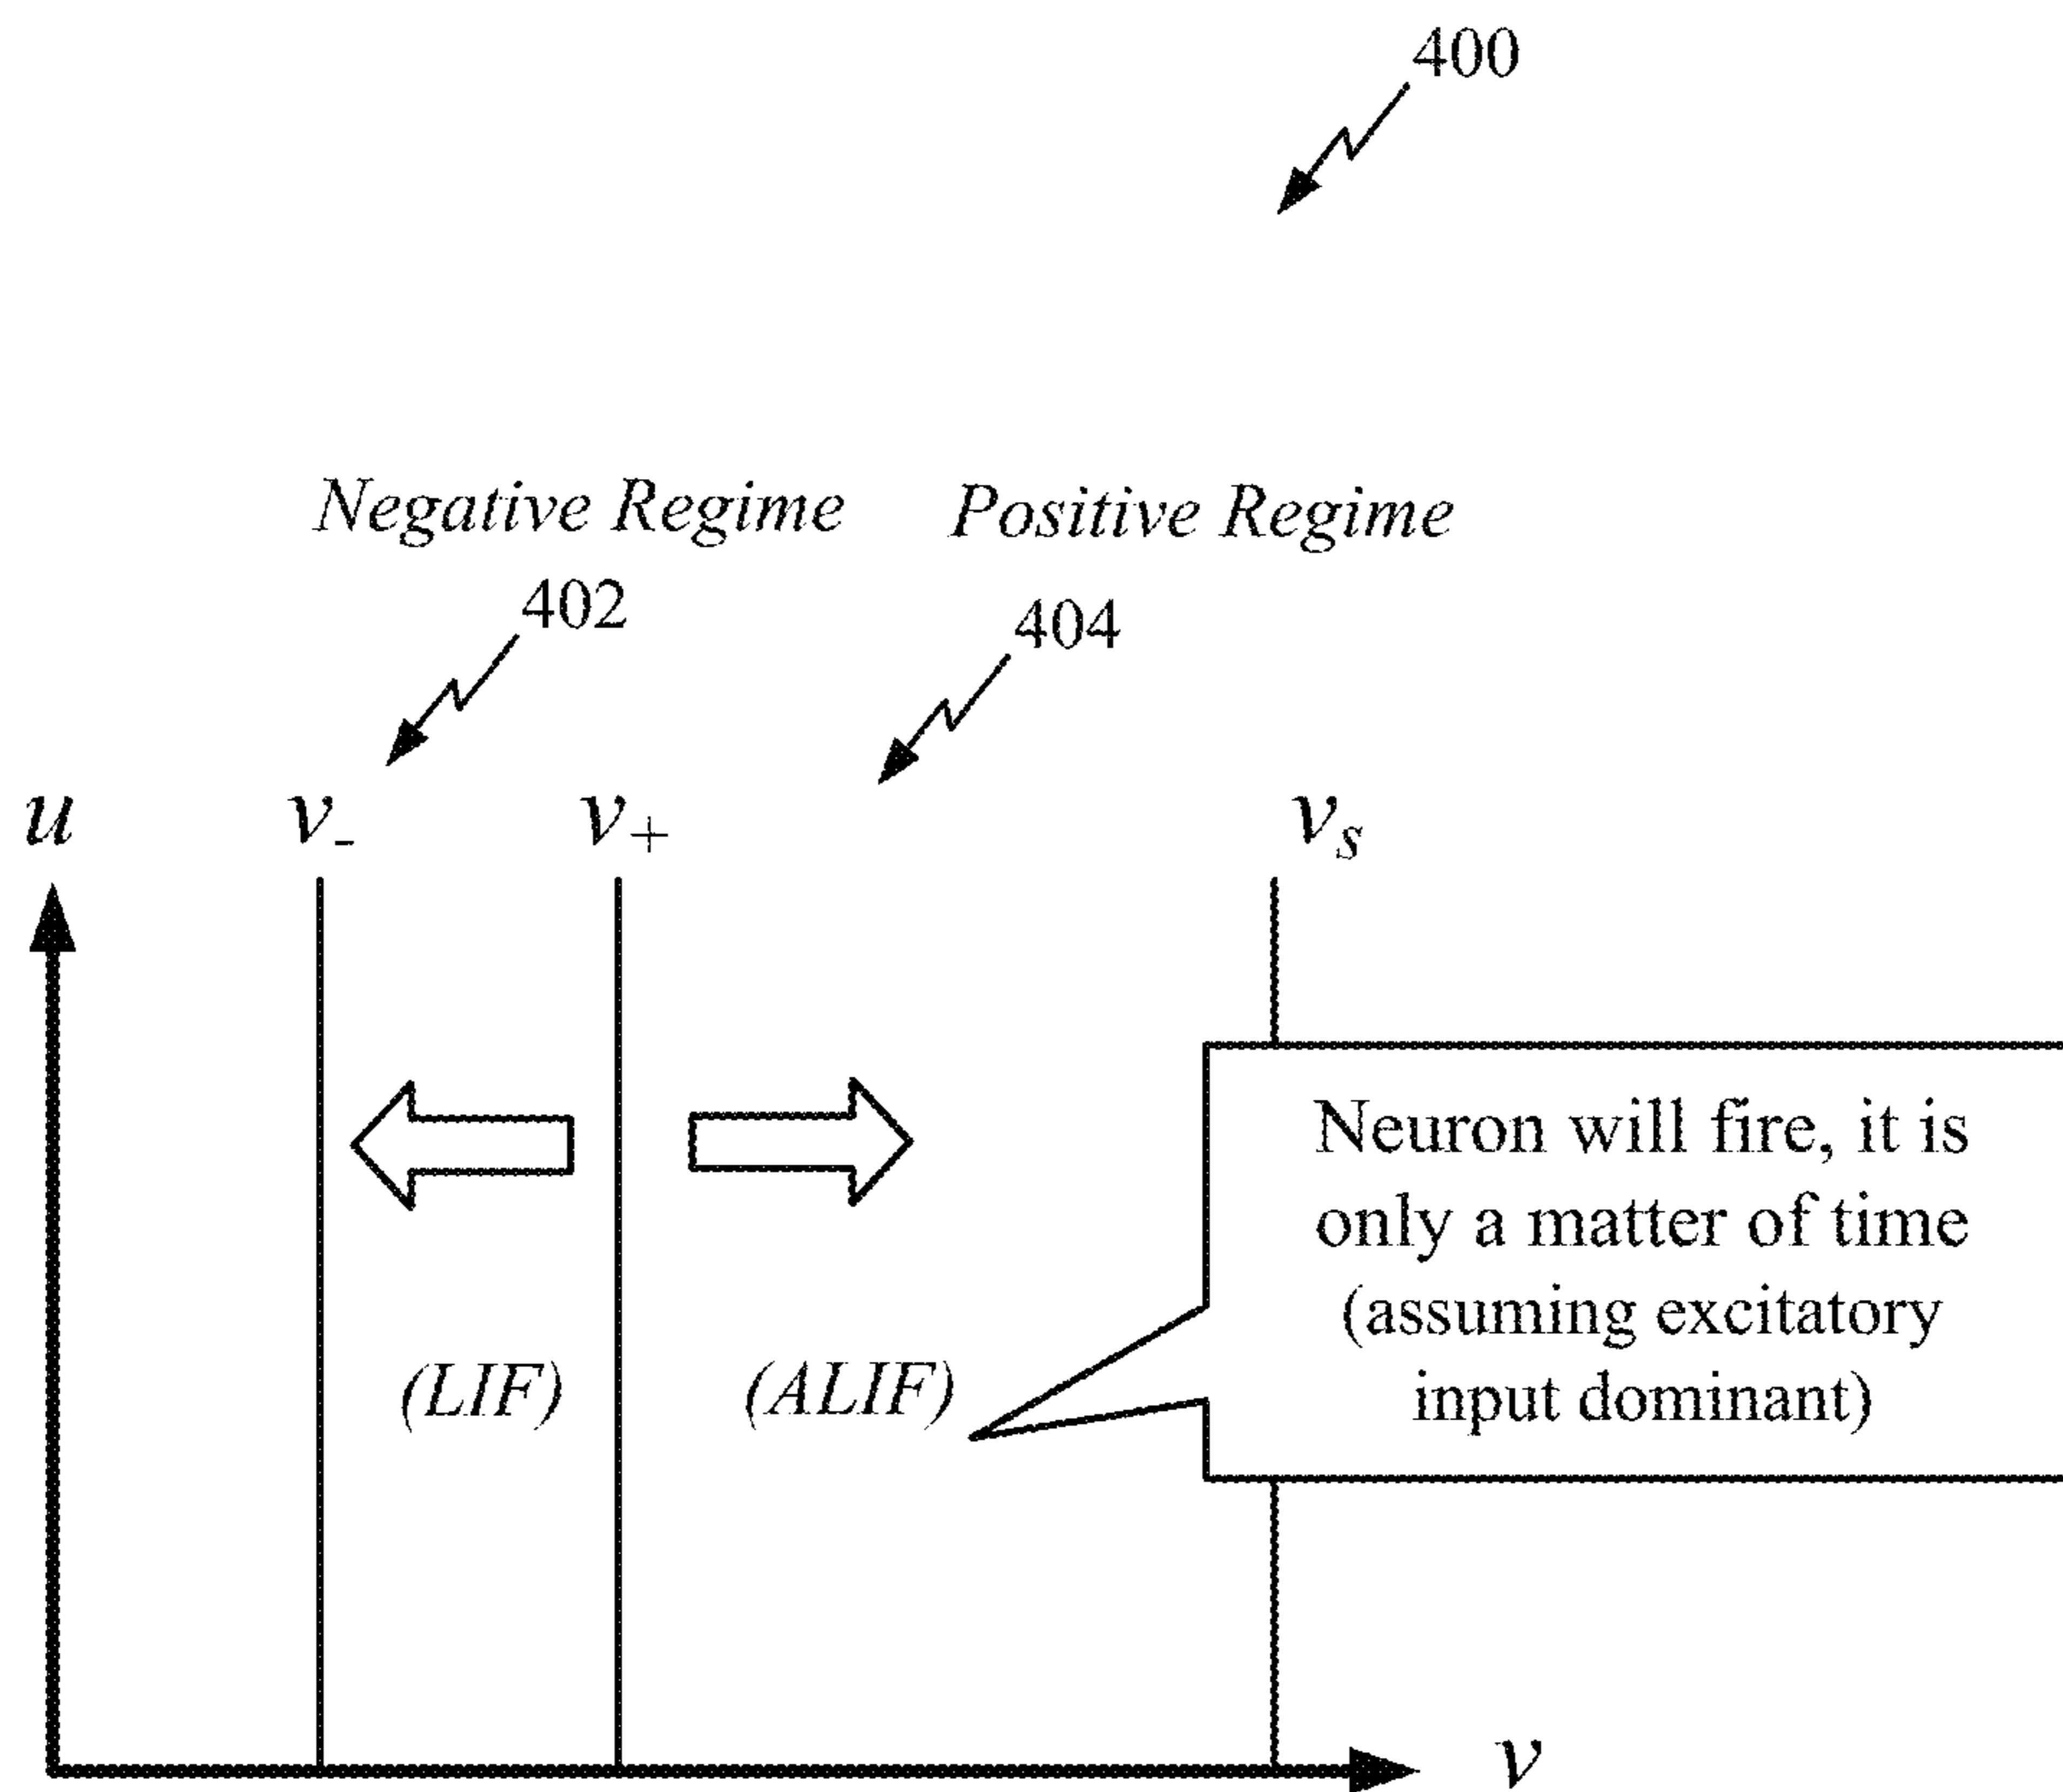 400
Negative Regime
Positive Regime
402
404
u
v-
v+
vs
Neuron will fire, it is
only a matter of time
(assuming excitatory
input dominant)
(LIF)
(ALIF)
v